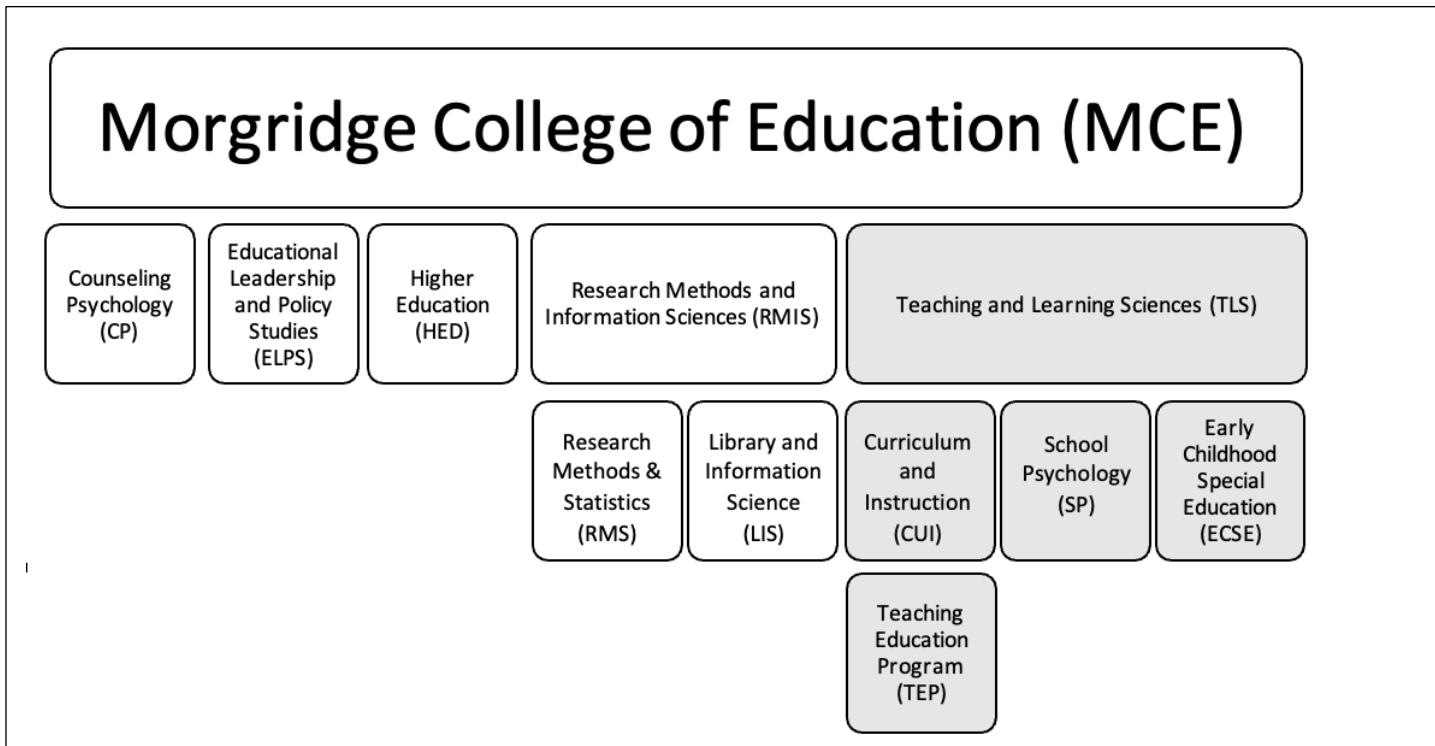 Morgridge College of Education (MCE)
Counseling
Psychology
(CP)
Educational
Leadership
and Policy
Studies
(ELPS)
Higher
Education
(HED)
Research Methods and
Information Sciences (RMIS)
Teaching and Learning Sciences (TLS)
Research
Methods &
Statistics
(RMS)
Library and
Information
Science
(LIS)
Curriculum
and
Instruction
(CUI)
School
Psychology
(SP)
Early
Childhood
Special
Education
(ECSE)
Teaching
Education
Program
(TEP)